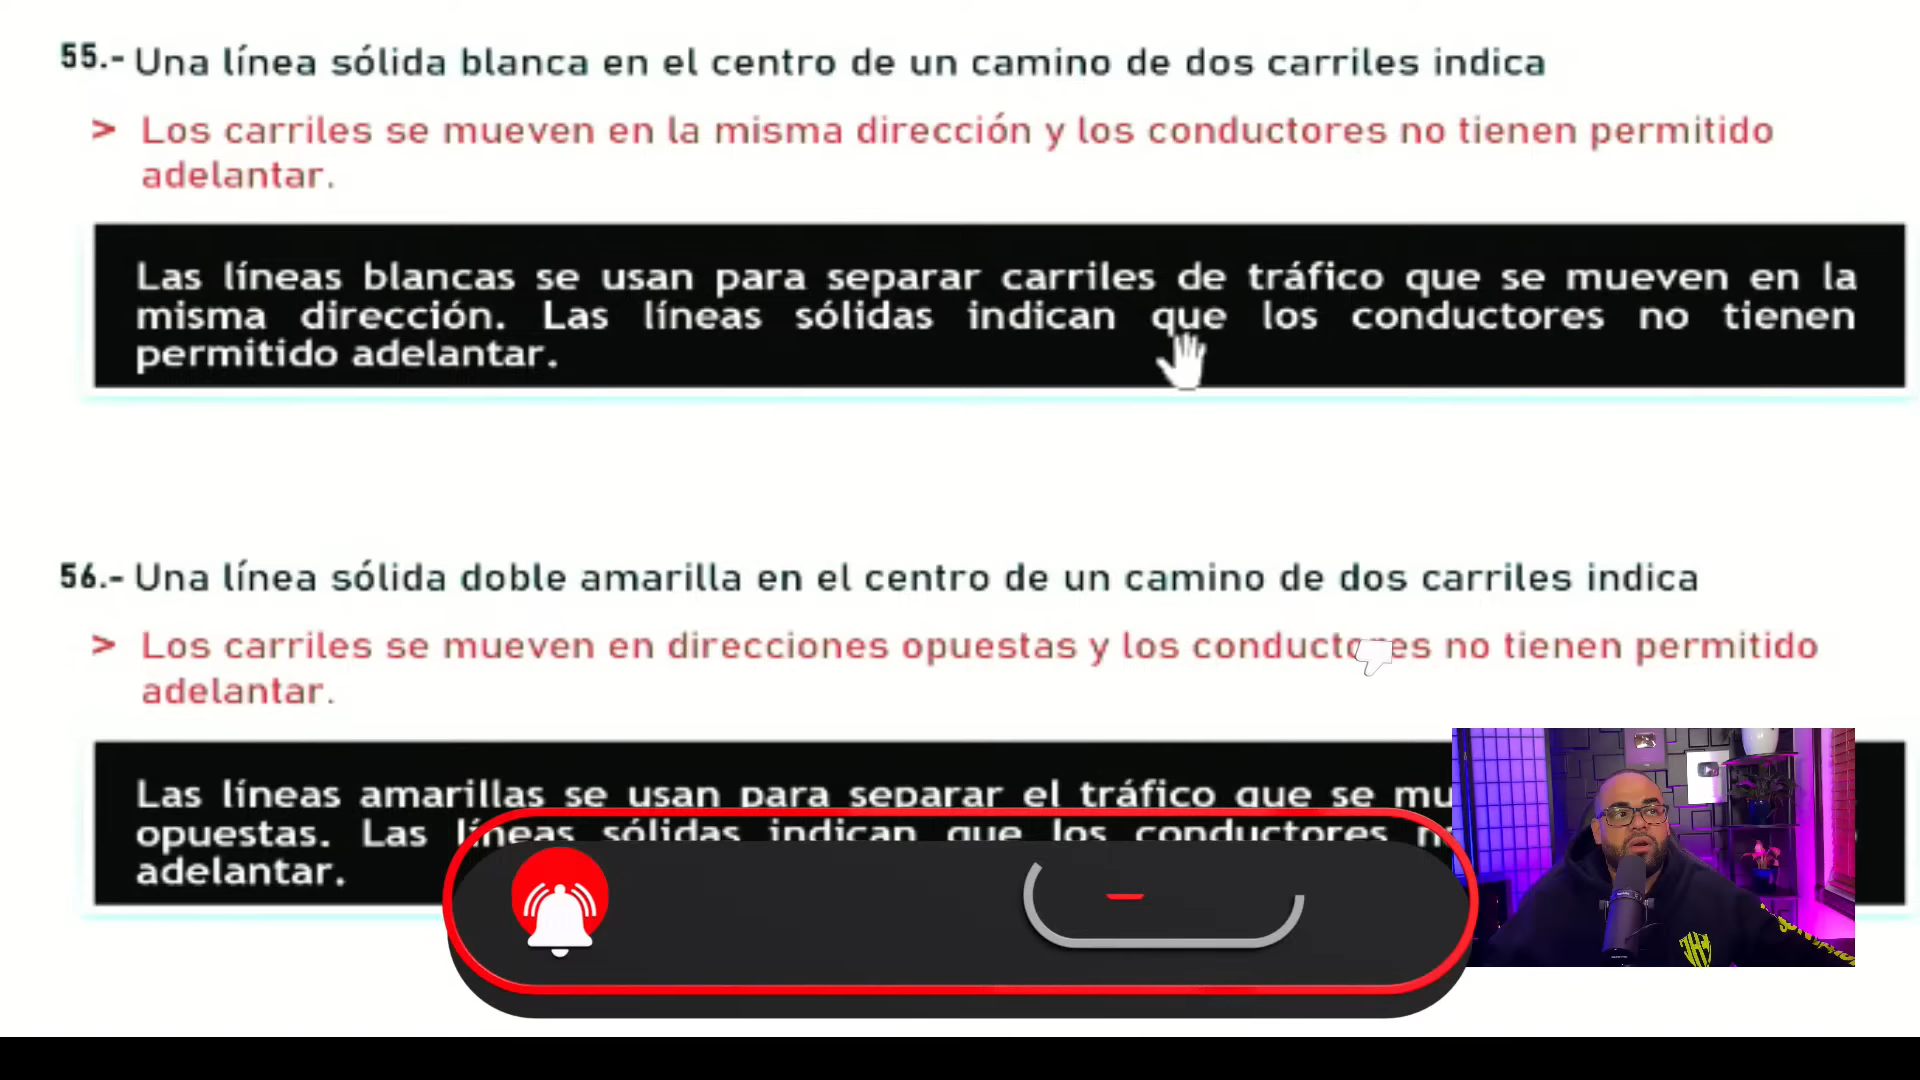 55.- Una línea sólida blanca en el centro de un camino de dos carriles indica
> Los carriles se mueven en la misma dirección y los conductores no tienen permitido
adelantar.
Las líneas blancas se usan para separar carriles de tráfico que se mueven en la
misma dirección. Las líneas sólidas indican que los conductores no tienen
permitido adelantar.
56.- Una línea sólida doble amarilla en el centro de un camino de dos carriles indica
> Los carriles se mueven en direcciones opuestas y los conductores no tienen permitido
adelantar.
Las líneas amarillas se usan para separar el tráfico que se mu
opuestas. Las líneas sólidas indican que los conductores
adelantar.